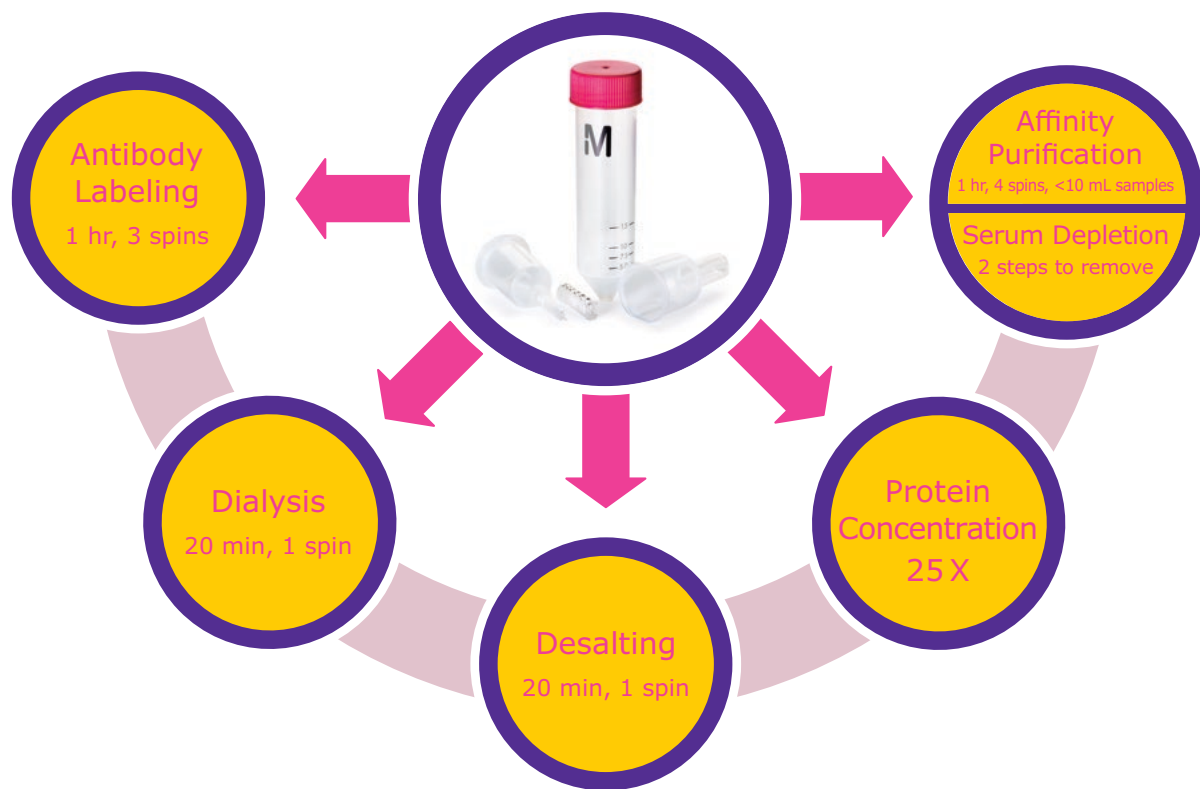 M
Antibody
Labeling
1 hr, 3 spins
Affinity
Purification
1 hr, 4 spins, <10 mL samples
Serum Depletion
2 steps to remove
Dialysis
20 min, 1 spin
Protein
Concentration
25 X
Desalting
20 min, 1 spin